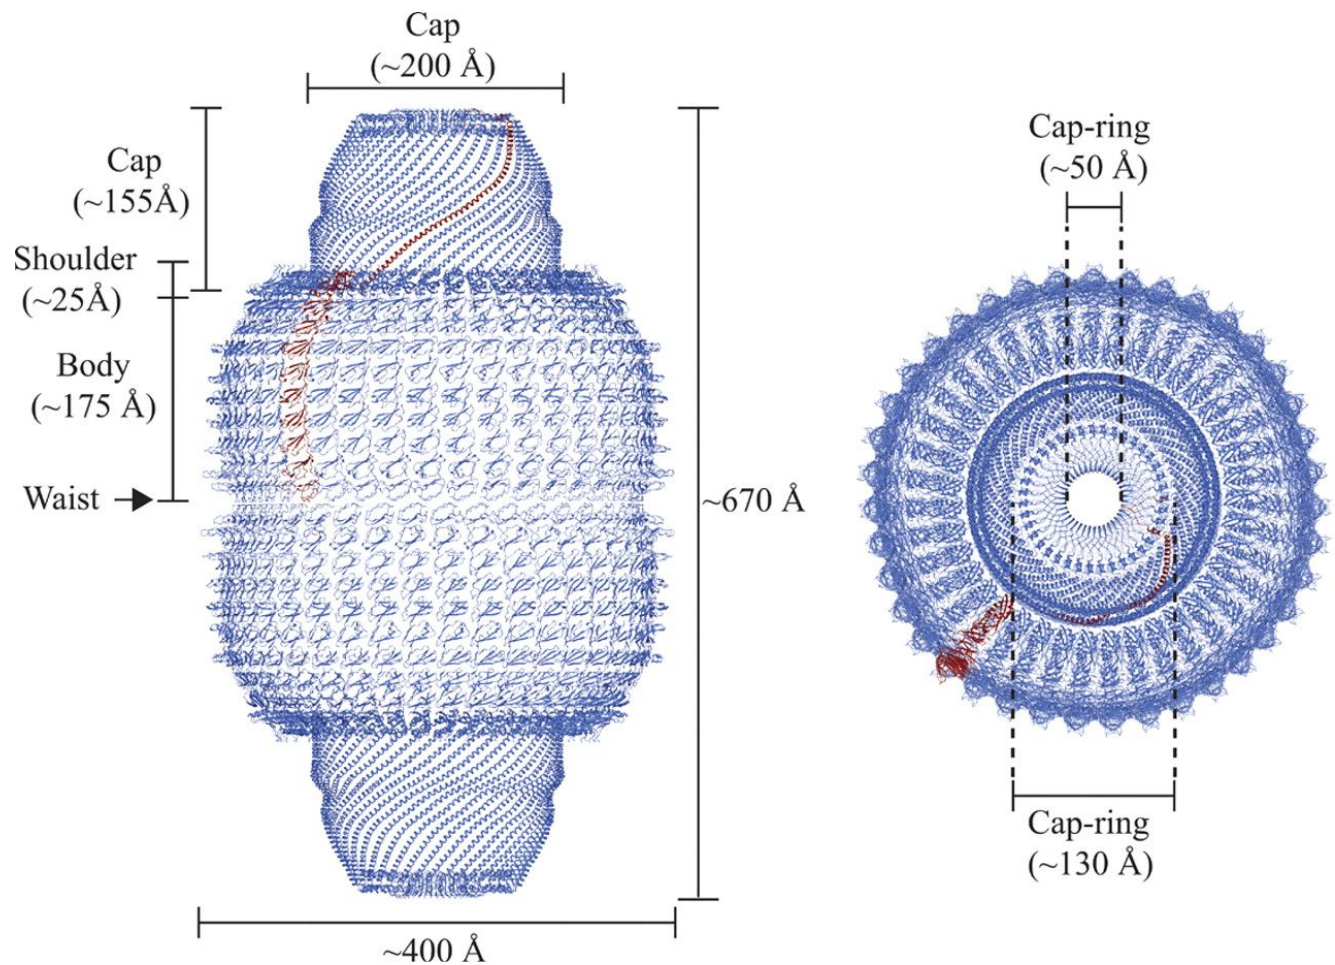 Cap
(~200 Å)
Cap
(~155Å)
Shoulder
(~25Å)
Body
(~175 Å)
Waist
~670 Å
~400 Å
Cap-ring
(~50 Å)
Cap-ring
(~130 Å)